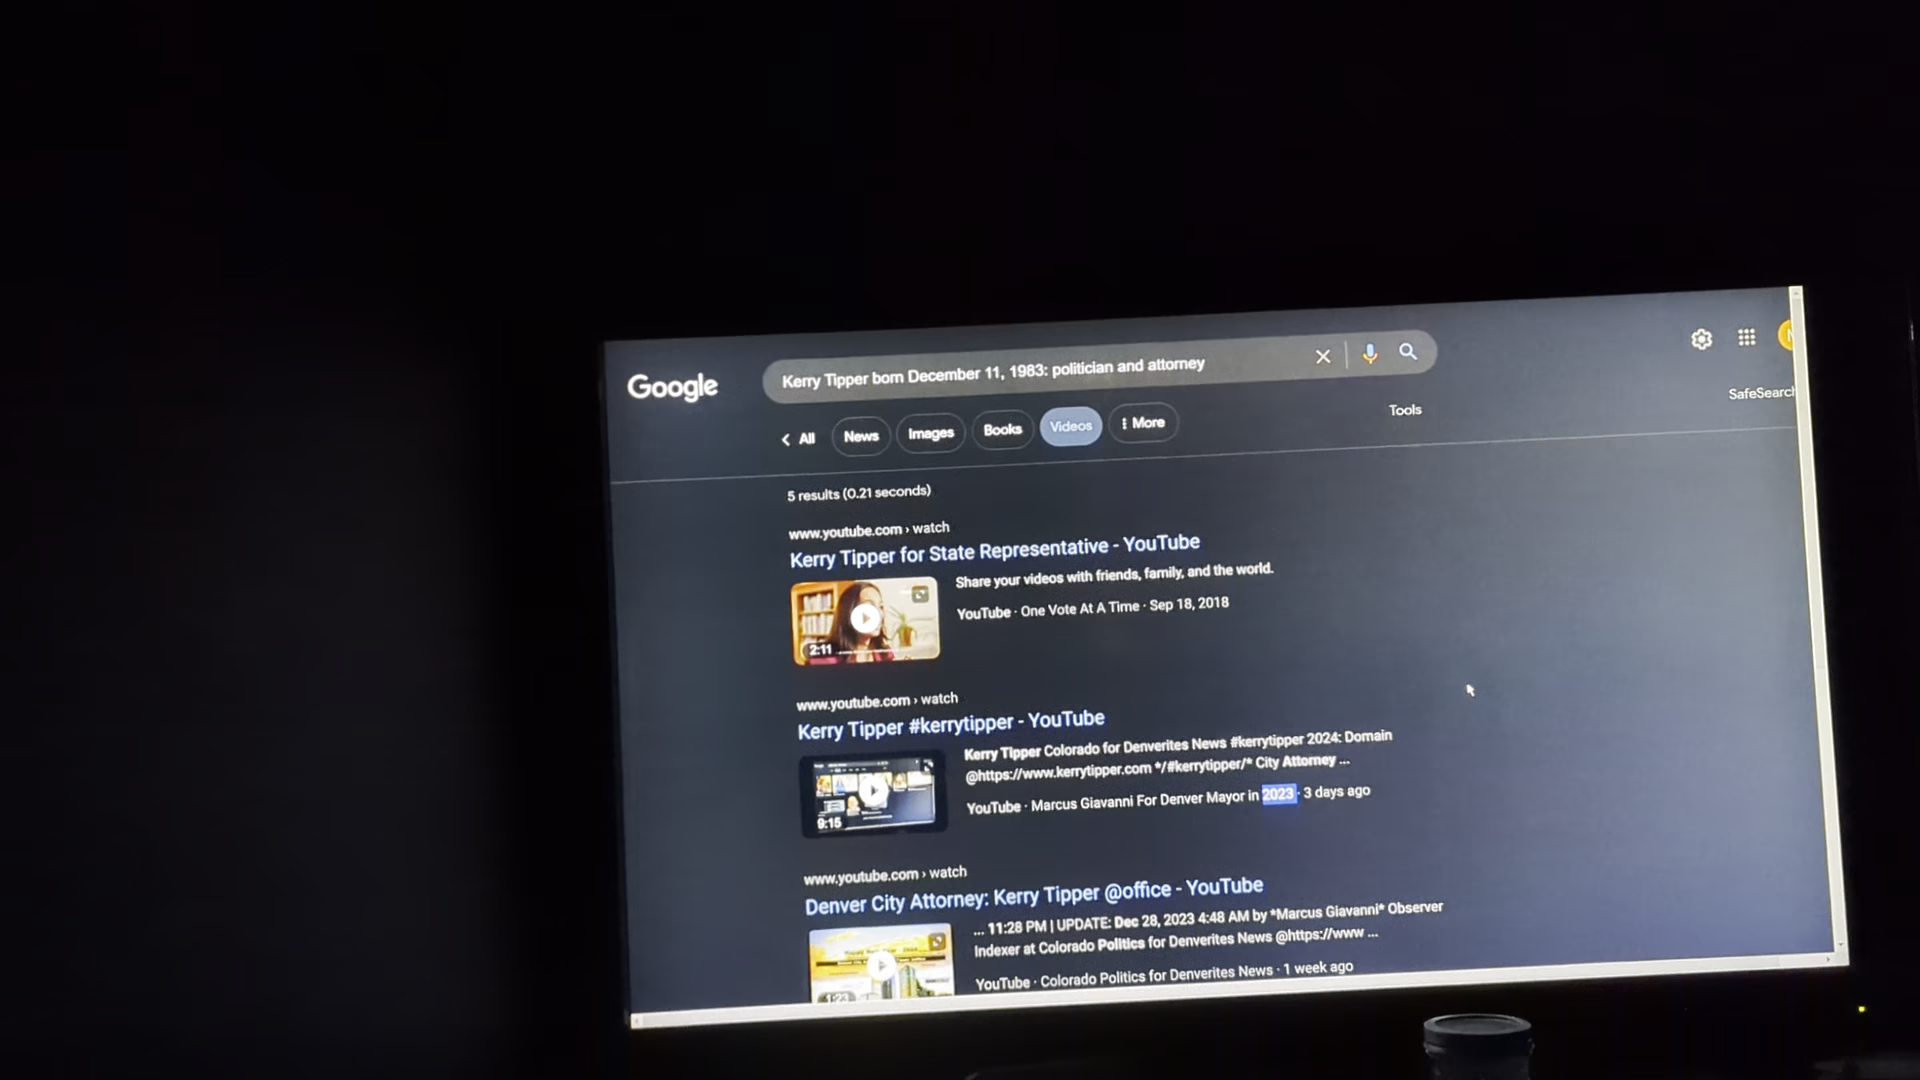 Google
Kerry Tipper born December 11, 1983: politician and attorney
All
News
Images
Books
Videos
More
Tools
SafeSearch
5 results (0.21 seconds)
www.youtube.com › watch
Kerry Tipper for State Representative - YouTube
2:11
Share your videos with friends, family, and the world.
YouTube · One Vote At A Time · Sep 18, 2018
www.youtube.com › watch
Kerry Tipper #kerrytipper - YouTube
9:15
Kerry Tipper Colorado for Denverites News #kerrytipper 2024: Domain
@https://www.kerrytipper.com */#kerrytipper/* City Attorney ...
YouTube · Marcus Giavanni For Denver Mayor in 2023 · 3 days ago
www.youtube.com › watch
Denver City Attorney: Kerry Tipper @office - YouTube
... 11:28 PM | UPDATE: Dec 28, 2023 4:48 AM by *Marcus Giavanni* Observer
Indexer at Colorado Politics for Denverites News @https://www ...
YouTube · Colorado Politics for Denverites News · 1 week ago